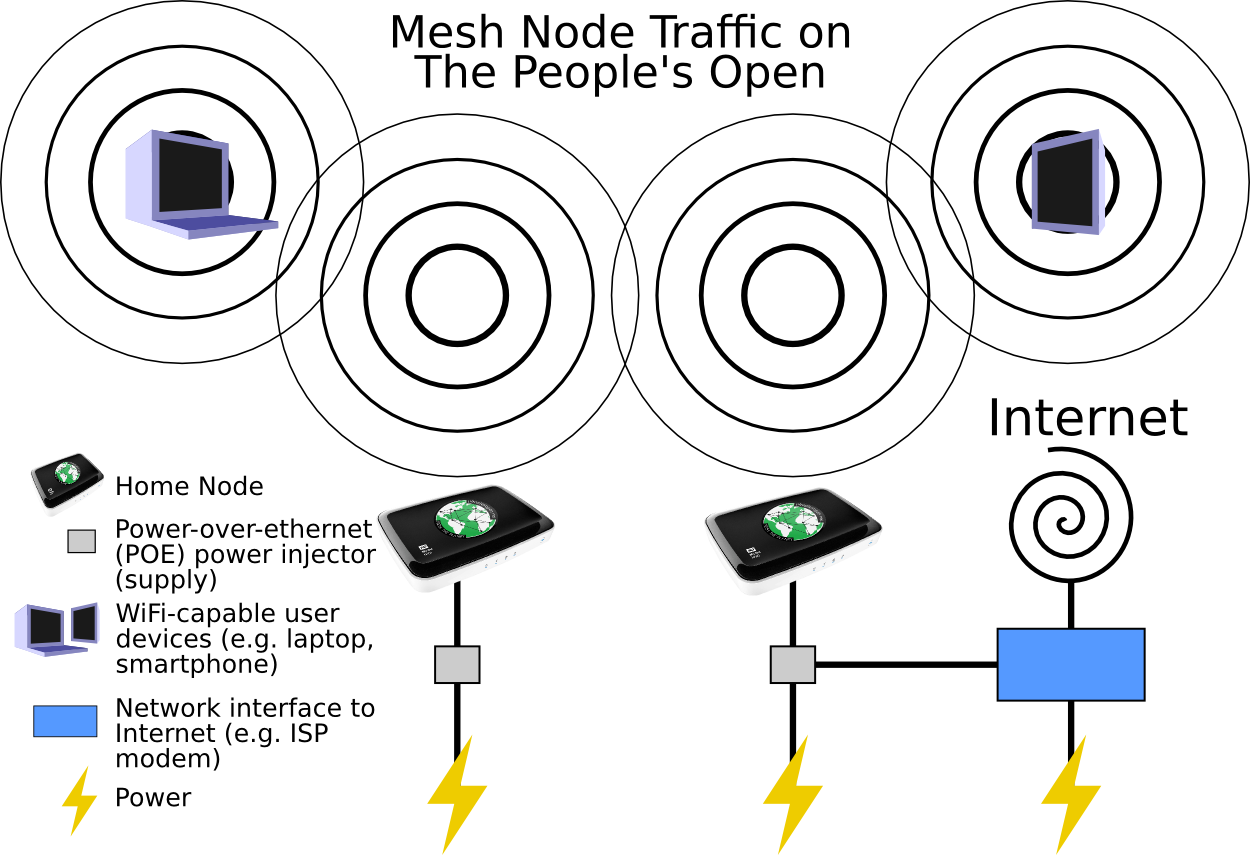 Mesh Node Traffic on
The People's Open
Internet
Home Node
Power-over-ethernet
(POE) power injector
(supply)
WiFi-capable user
devices (e.g. laptop,
smartphone)
Network interface to
Internet (e.g. ISP
modem)
Power